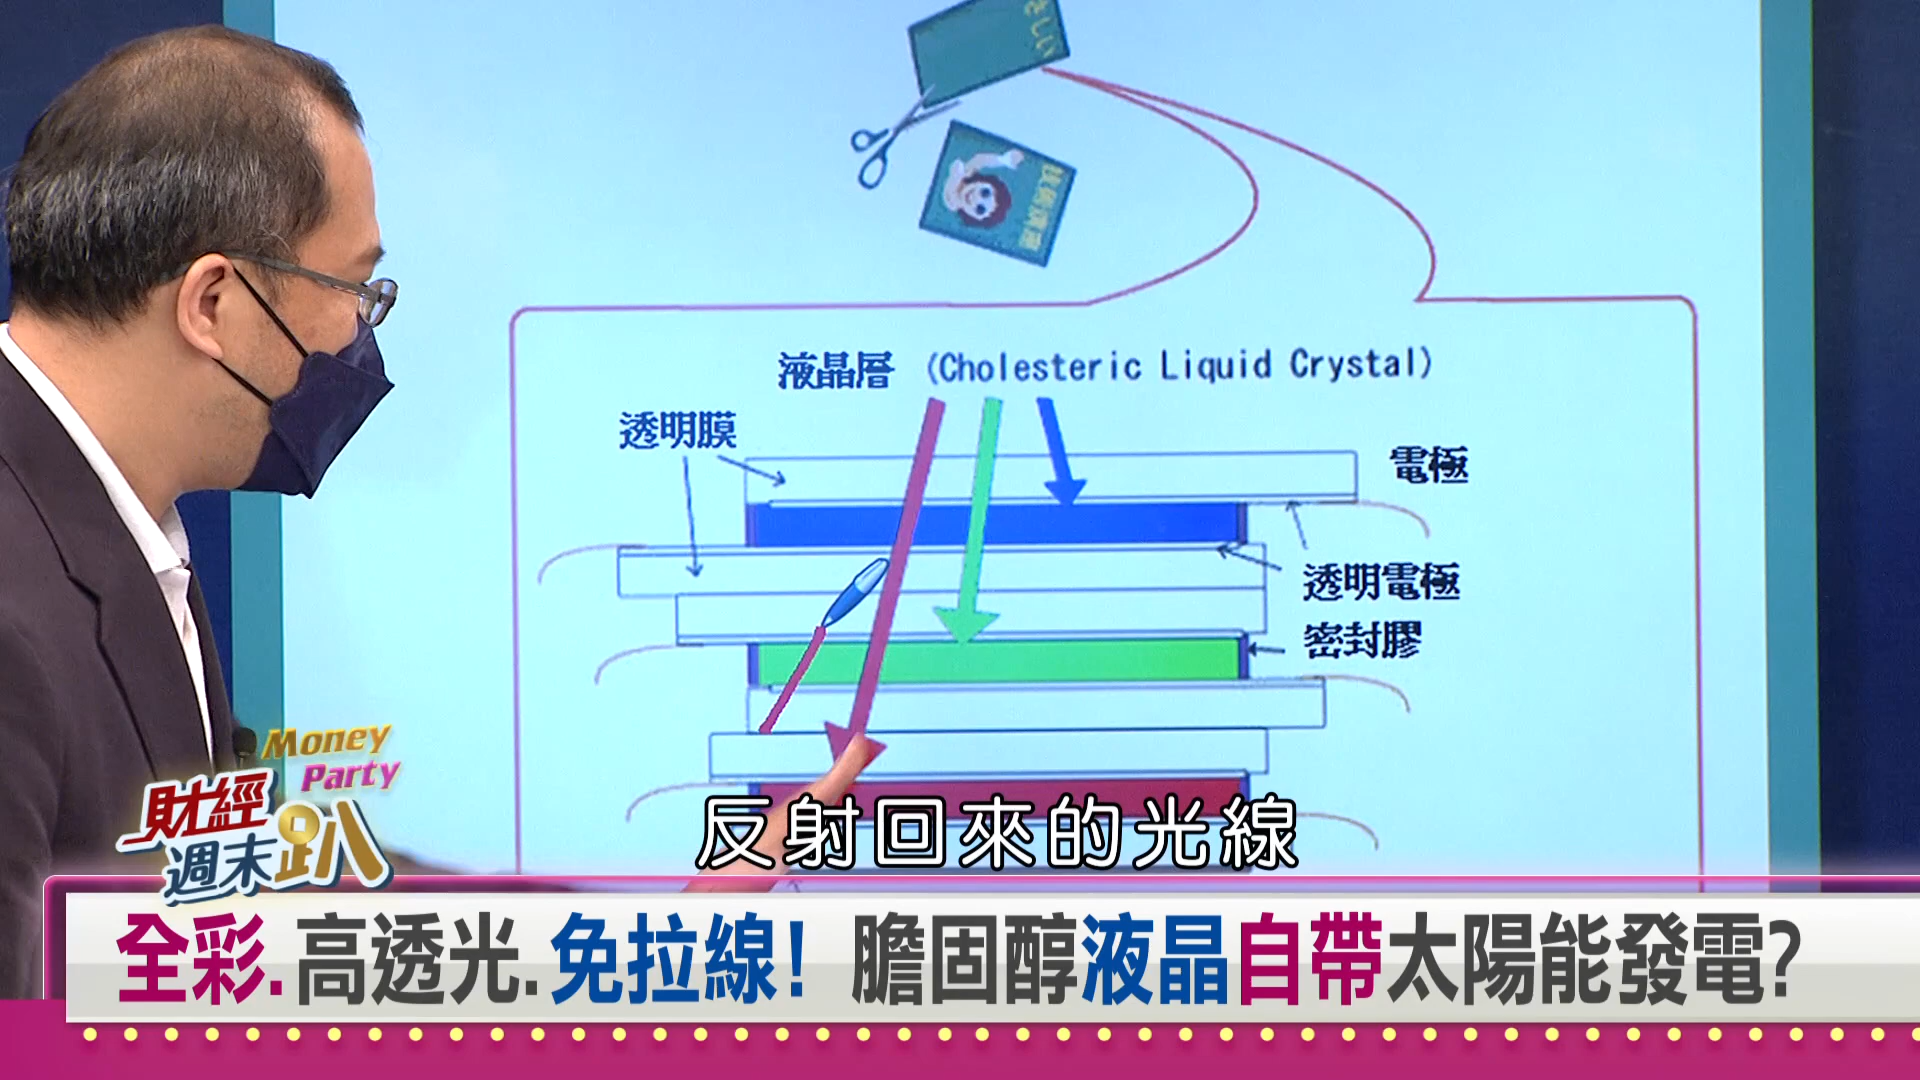 液晶層 (Cholesteric Liquid Crystal)
透明膜
電極
透明電極
密封膠
Money
Party
財經
週末趴
反射回來的光線
全彩.高透光.免拉線! 膽固醇液晶自帶太陽能發電?